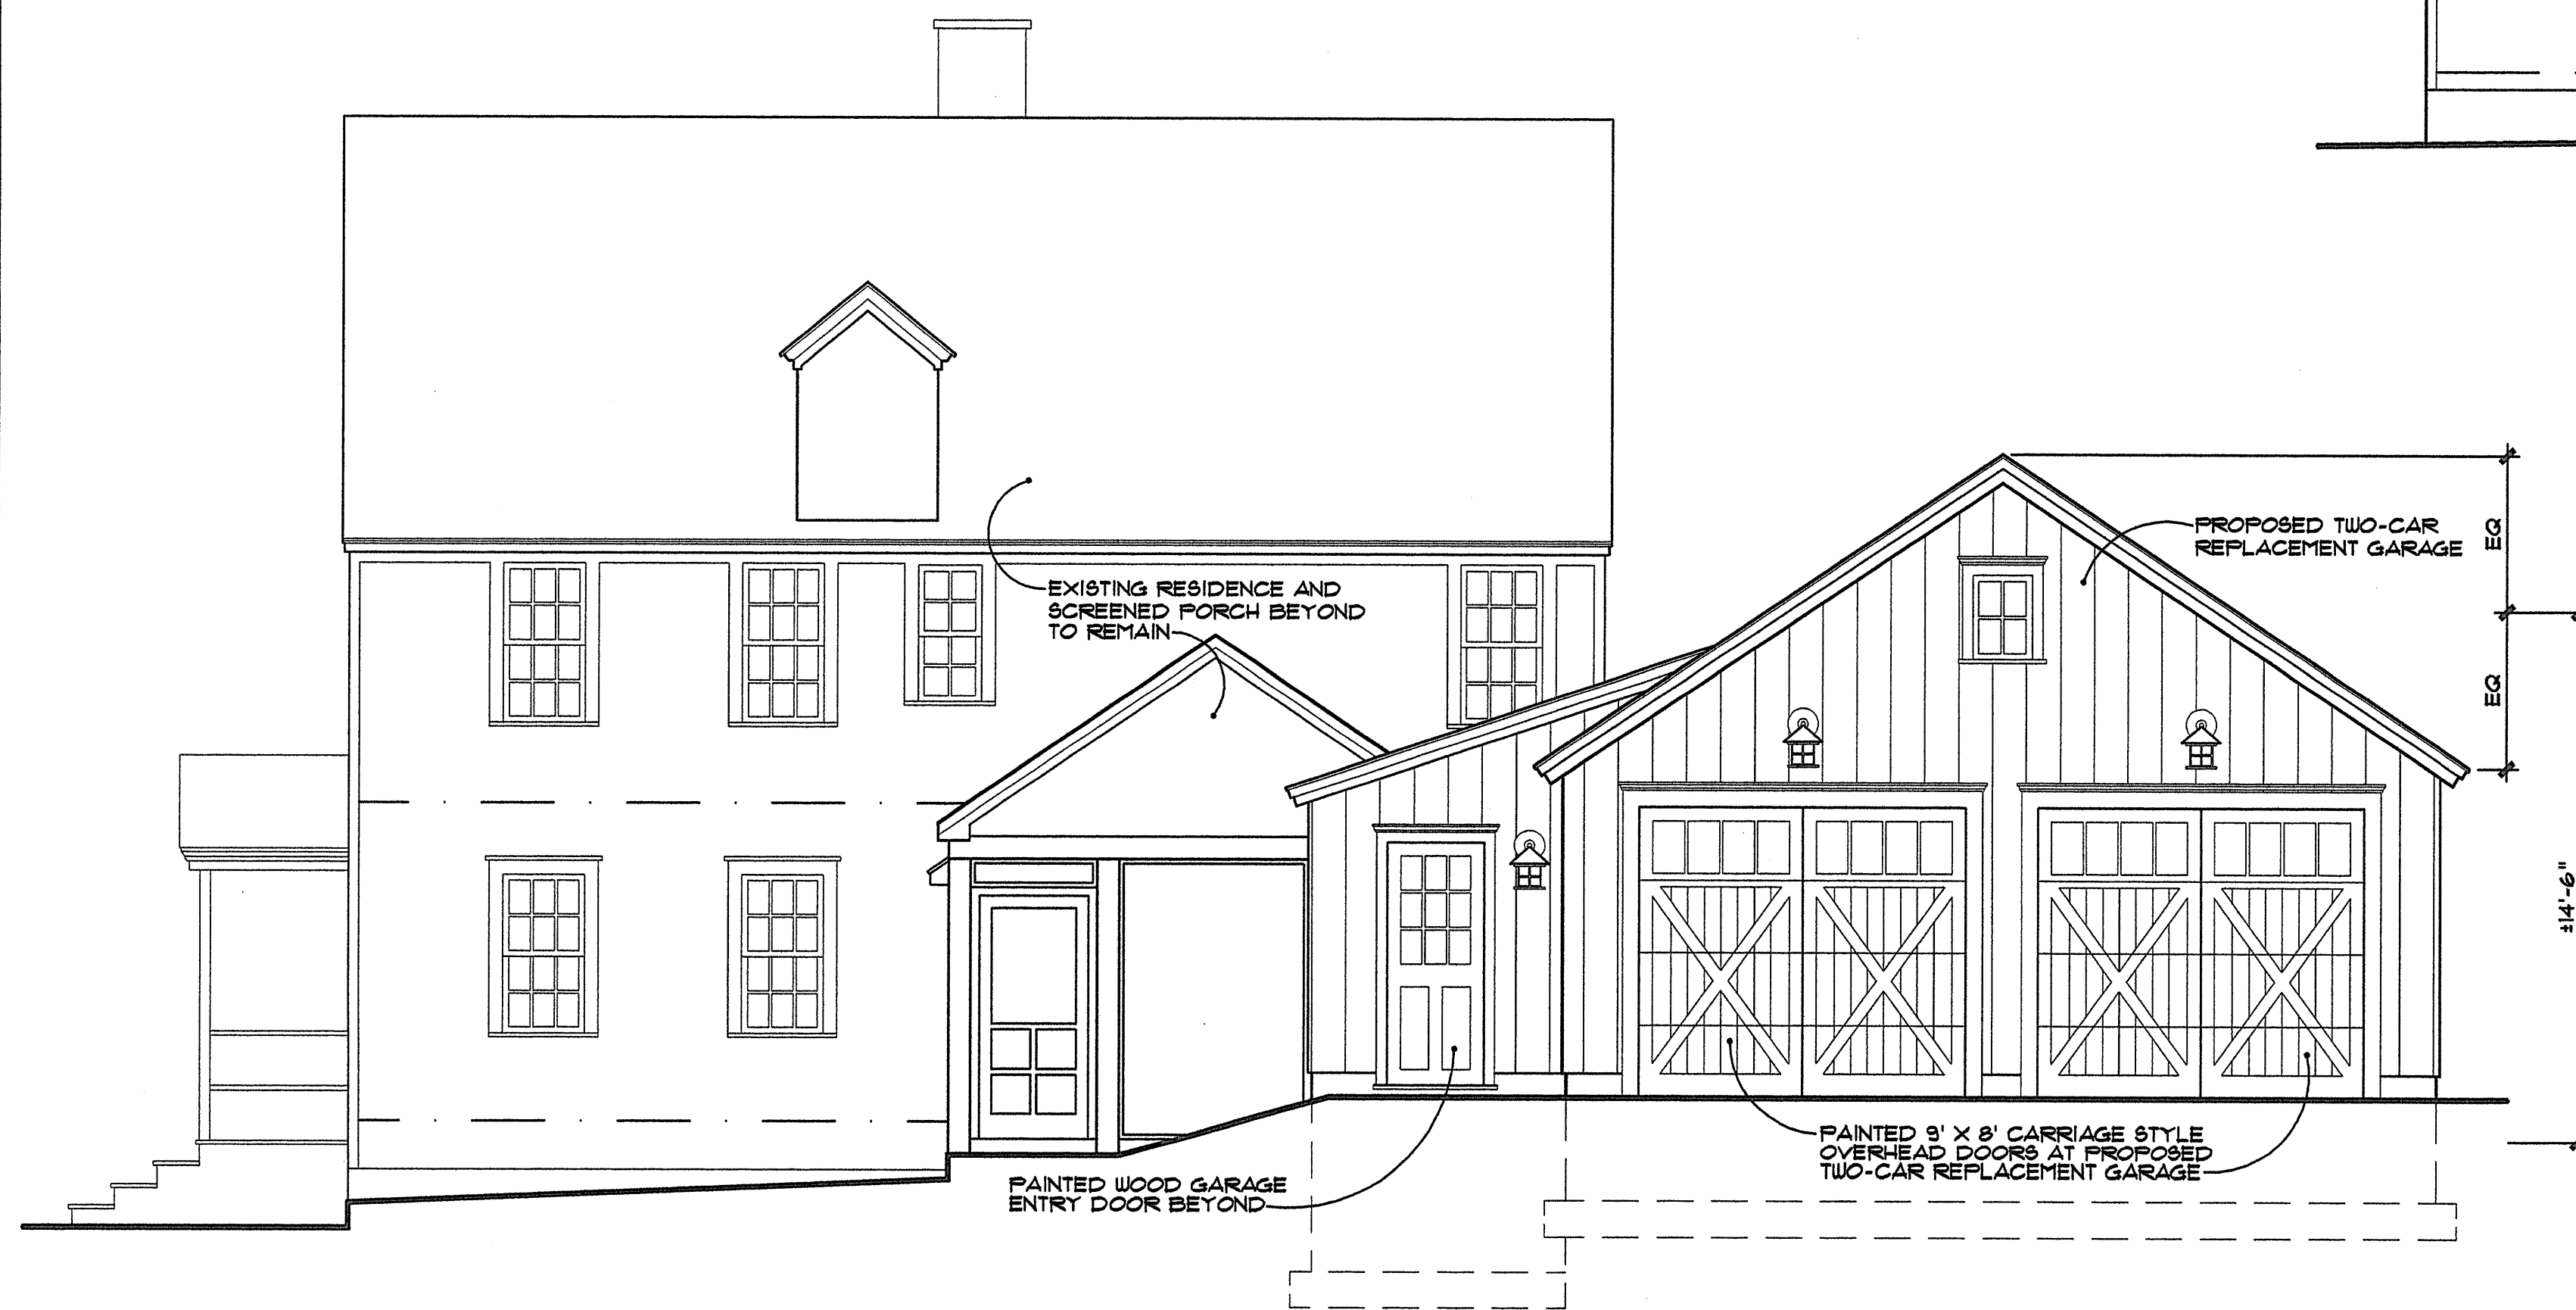 PROPOSED TWO-CAR
REPLACEMENT GARAGE
EQ
EQ
EXISTING RESIDENCE AND
SCREENED PORCH BEYOND
TO REMAIN
±14'-6"
PAINTED 9' X 8' CARRIAGE STYLE
OVERHEAD DOORS AT PROPOSED
TWO-CAR REPLACEMENT GARAGE
PAINTED WOOD GARAGE
ENTRY DOOR BEYOND